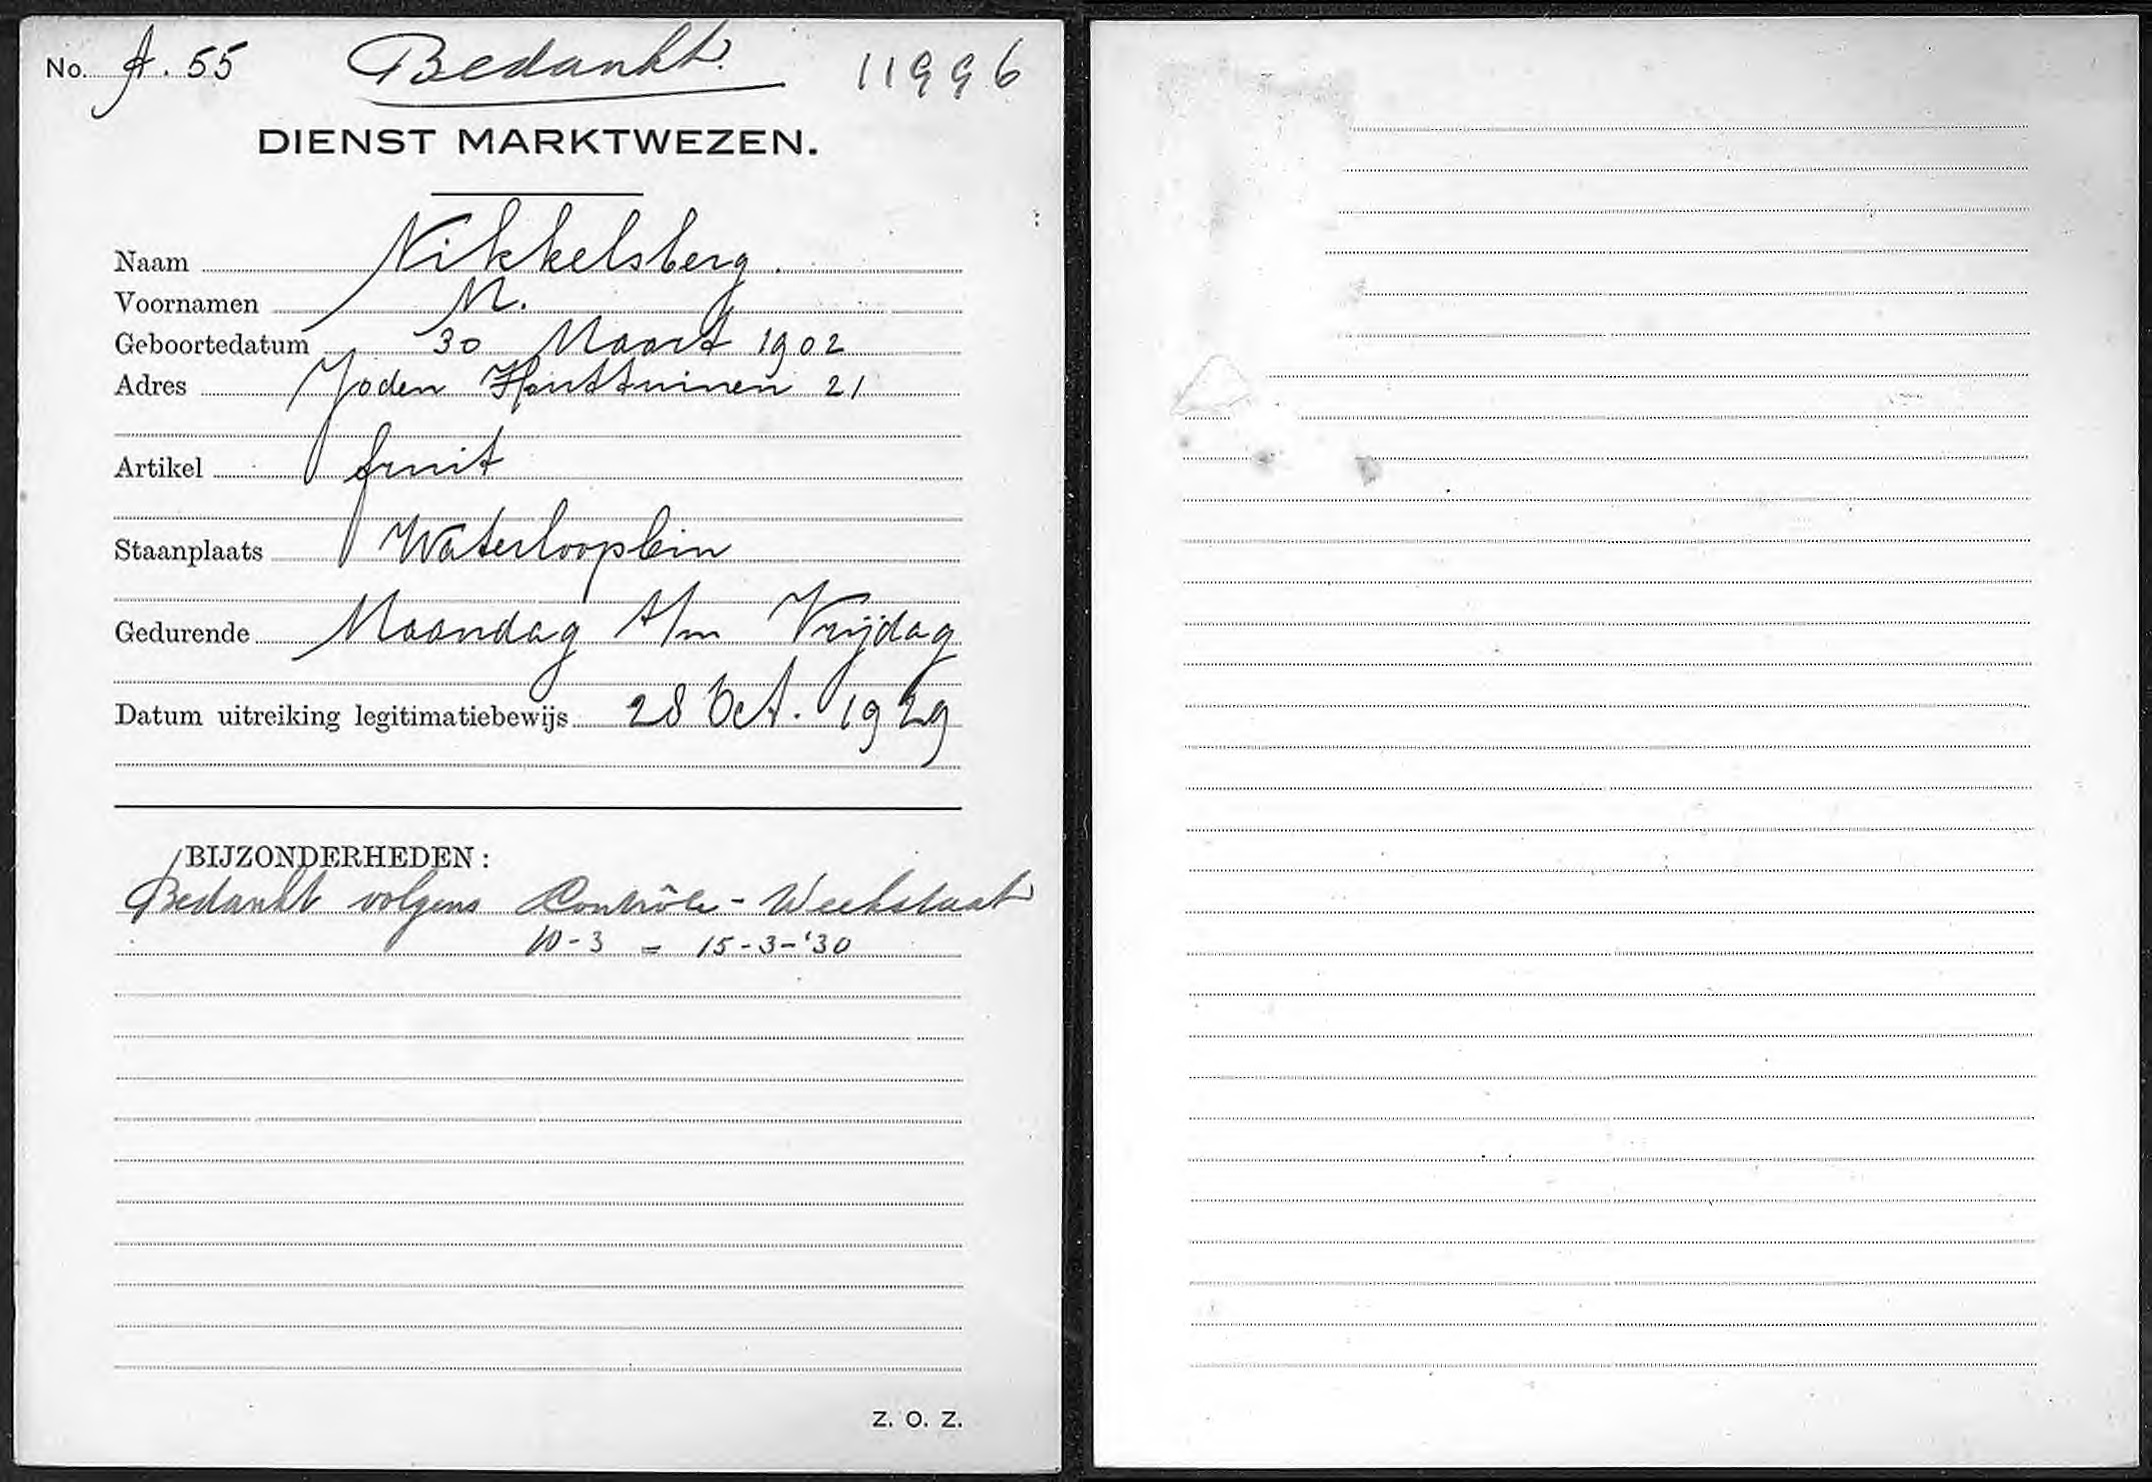 No. A. 55 Bedankt. 11996
DIENST MARKTWEZEN.
Naam Nikkelsberg.
Voornamen M.
Geboortedatum 30 Maart 1902
Adres Joden Houttuinen 21
Artikel fruit
Staanplaats Waterlooplein
Gedurende Maandag t/m Vrijdag
Datum uitreiking legitimatiebewijs 28 Oct. 1929
BIJZONDERHEDEN:
Bedankt volgens Contrôle - Weekstaat
10-3 = 15-3-'30
Z. O. Z.